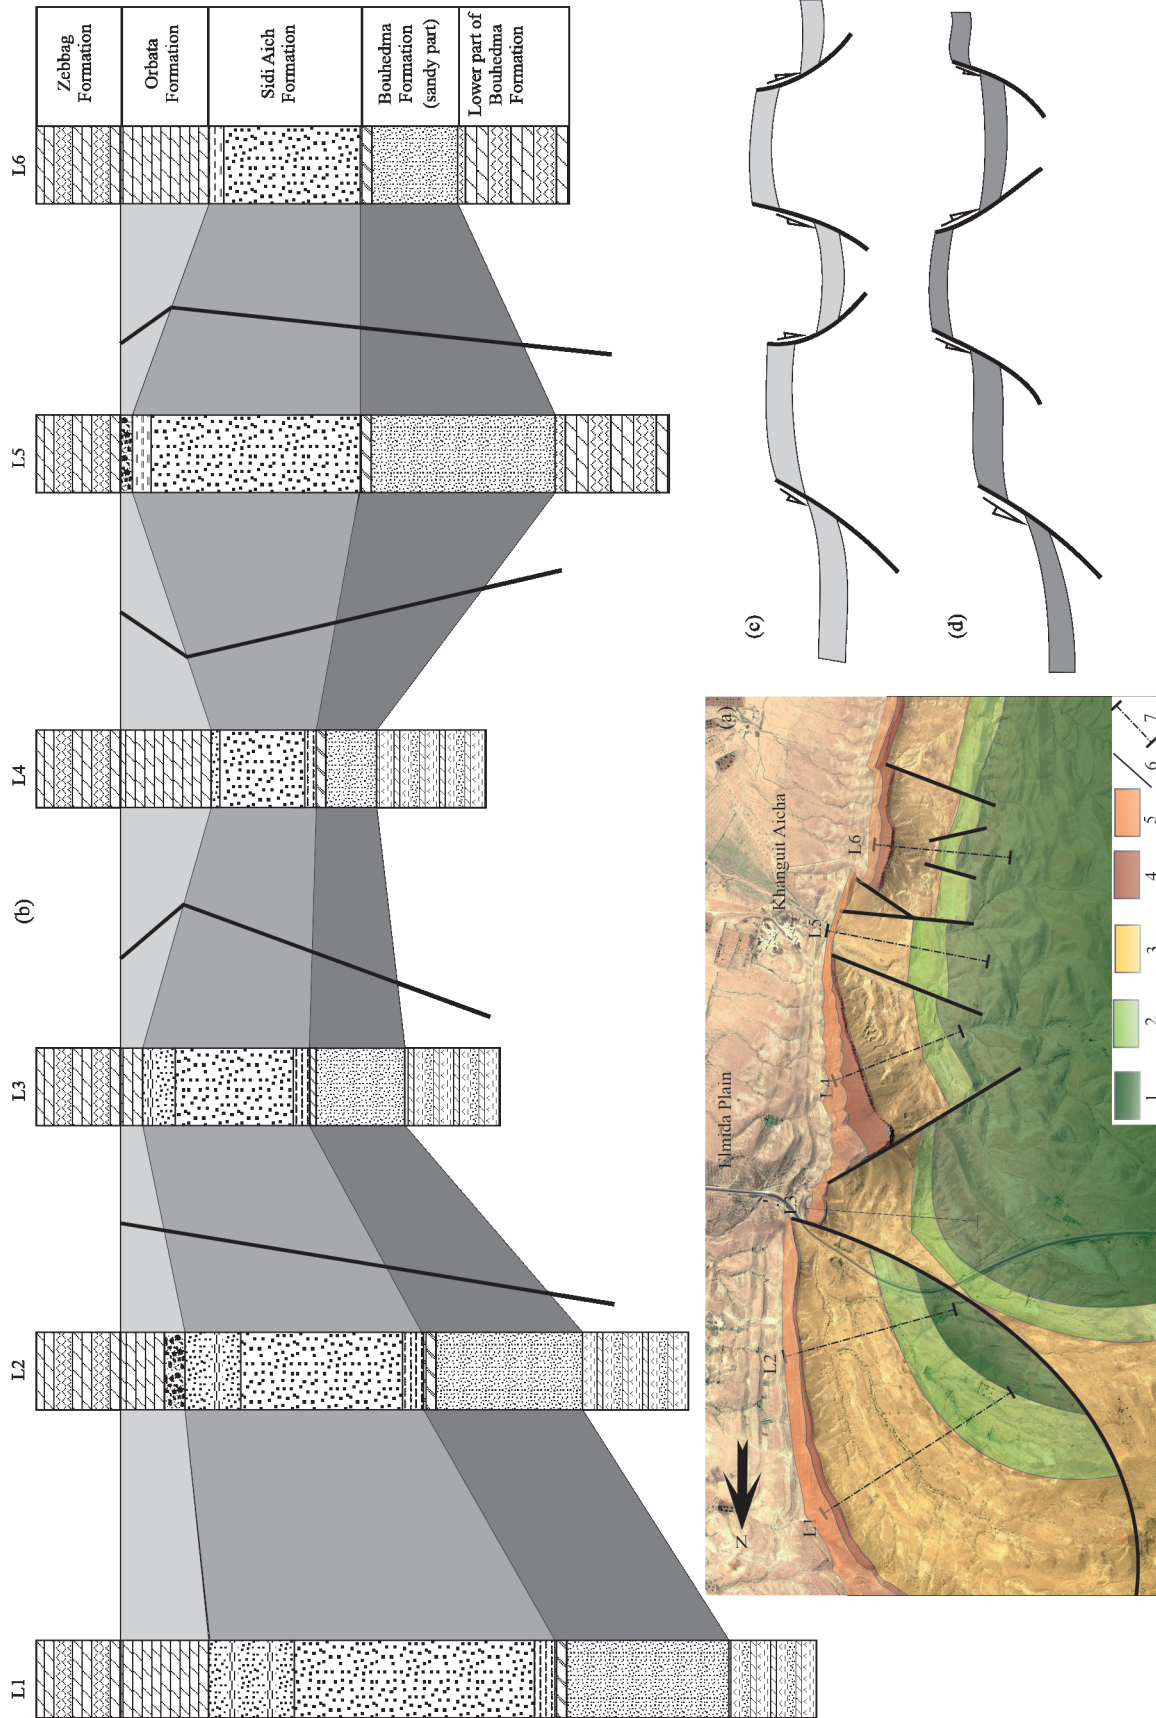 L1
L2
L3
L4
L5
L6
(b)
Zebbag
Formation
Orbata
Formation
Sidi Aich
Formation
Bouhedma
Formation
(sandy part)
Lower part of
Bouhedma
Formation
(a)
N
Elmida Plain
Khanguit Aicha
L1
L2
L3
L4
L5
L6
1
2
3
4
5
6
7
(c)
(d)